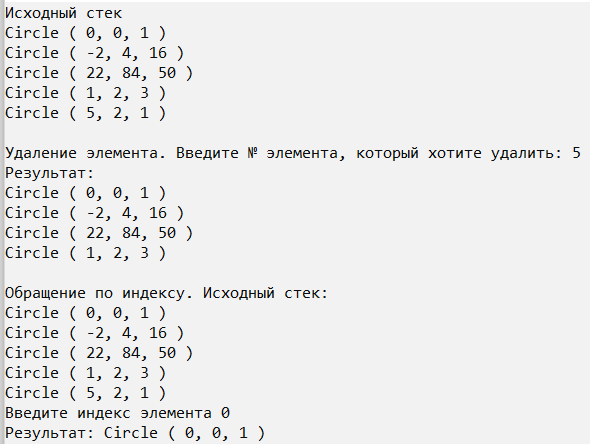 Исходный стек
Circle ( 0, 0, 1 )
Circle ( -2, 4, 16 )
Circle ( 22, 84, 50 )
Circle ( 1, 2, 3 )
Circle ( 5, 2, 1 )

Удаление элемента. Введите № элемента, который хотите удалить: 5
Результат:
Circle ( 0, 0, 1 )
Circle ( -2, 4, 16 )
Circle ( 22, 84, 50 )
Circle ( 1, 2, 3 )

Обращение по индексу. Исходный стек:
Circle ( 0, 0, 1 )
Circle ( -2, 4, 16 )
Circle ( 22, 84, 50 )
Circle ( 1, 2, 3 )
Circle ( 5, 2, 1 )
Введите индекс элемента 0
Результат: Circle ( 0, 0, 1 )